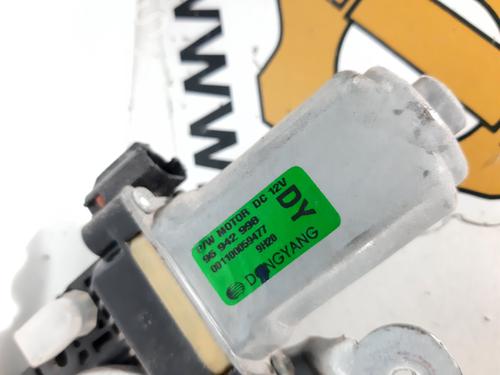 P/W MOTOR DC 12V
96 942 998
001100059477
9H20
DY
DONGYANG
WWW